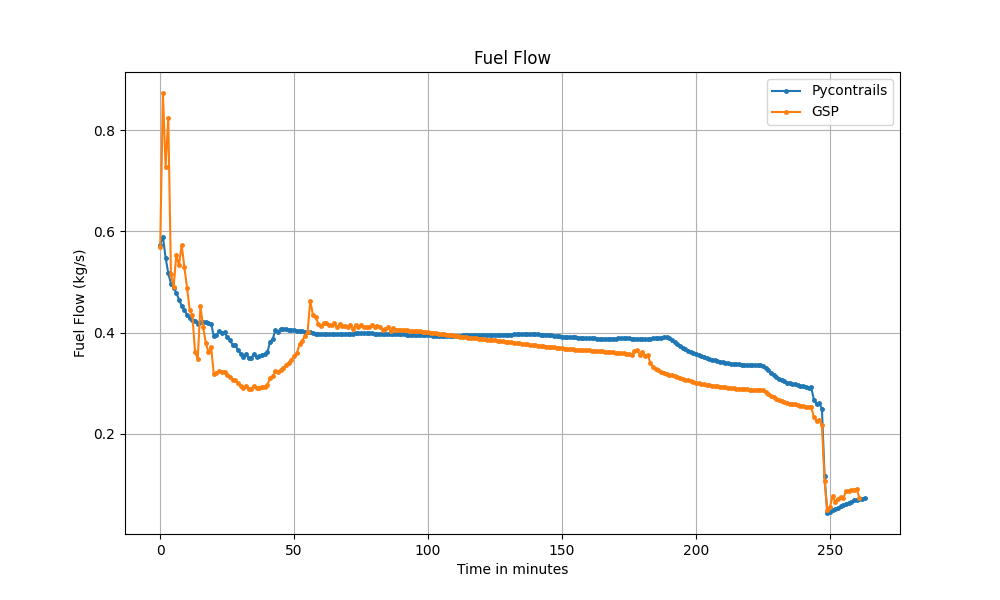 Fuel Flow
Pycontrails
GSP
Fuel Flow (kg/s)
0.8
0.6
0.4
0.2
0 50 100 150 200 250
Time in minutes